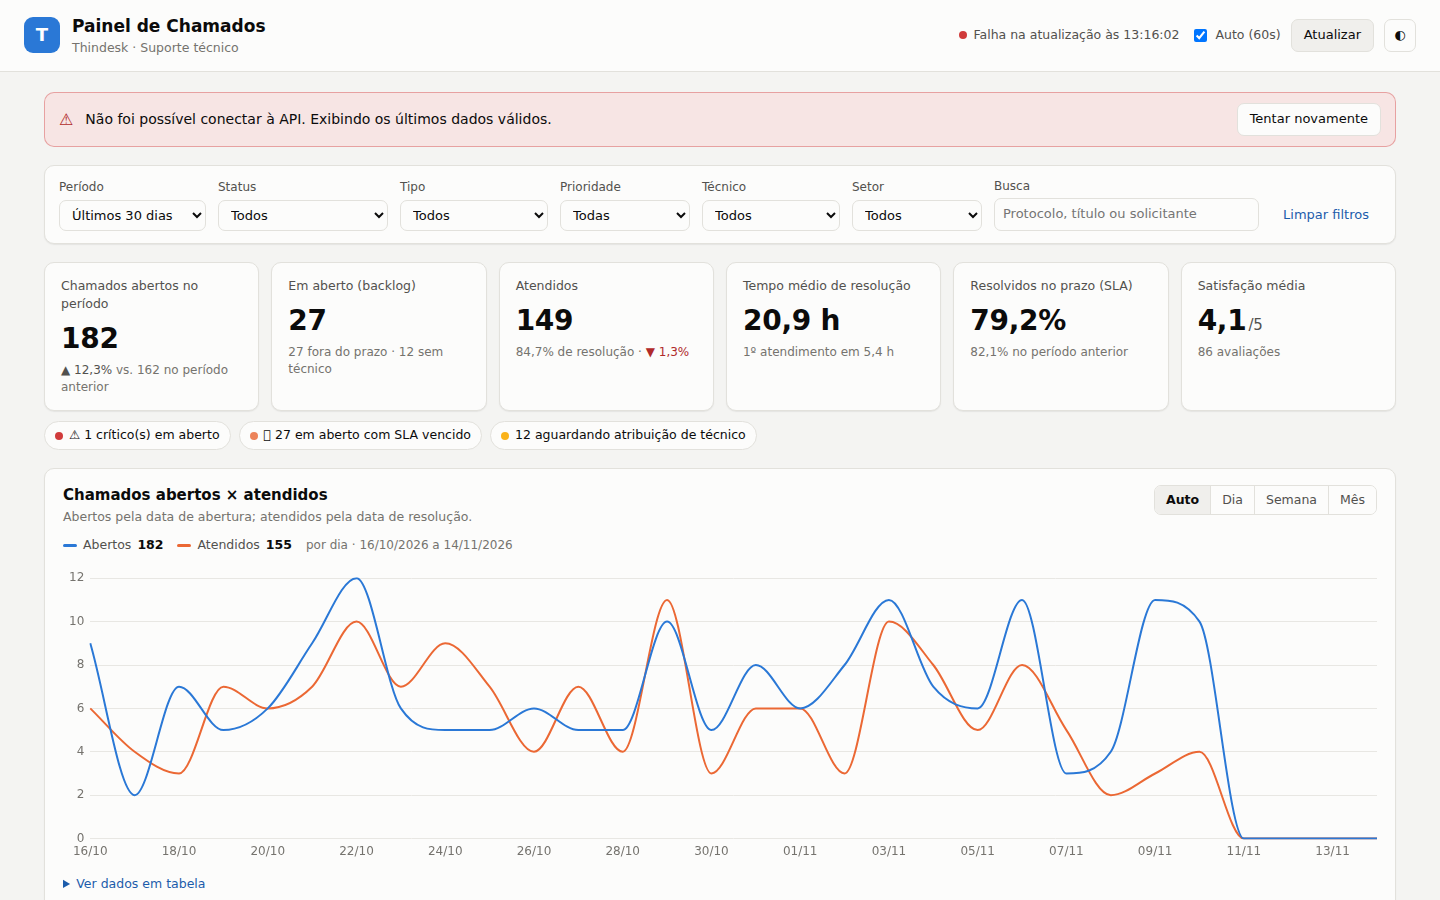 T
Painel de Chamados
Thindesk · Suporte técnico
Falha na atualização às 13:16:02
Auto (60s)
Atualizar
◐
⚠ Não foi possível conectar à API. Exibindo os últimos dados válidos.
Tentar novamente
Período
Status
Tipo
Prioridade
Técnico
Setor
Busca
Últimos 30 dias
Todos
Todos
Todas
Todos
Todos
Protocolo, título ou solicitante
Limpar filtros
Chamados abertos no
período
182
▲ 12,3% vs. 162 no período
anterior
Em aberto (backlog)
27
27 fora do prazo · 12 sem
técnico
Atendidos
149
84,7% de resolução · ▼ 1,3%
Tempo médio de resolução
20,9 h
1º atendimento em 5,4 h
Resolvidos no prazo (SLA)
79,2%
82,1% no período anterior
Satisfação média
4,1/5
86 avaliações
⚠ 1 crítico(s) em aberto
27 em aberto com SLA vencido
12 aguardando atribuição de técnico
Chamados abertos × atendidos
Abertos pela data de abertura; atendidos pela data de resolução.
Auto
Dia
Semana
Mês
Abertos 182
Atendidos 155
por dia · 16/10/2026 a 14/11/2026
12
10
8
6
4
2
0
16/10
18/10
20/10
22/10
24/10
26/10
28/10
30/10
01/11
03/11
05/11
07/11
09/11
11/11
13/11
▶ Ver dados em tabela